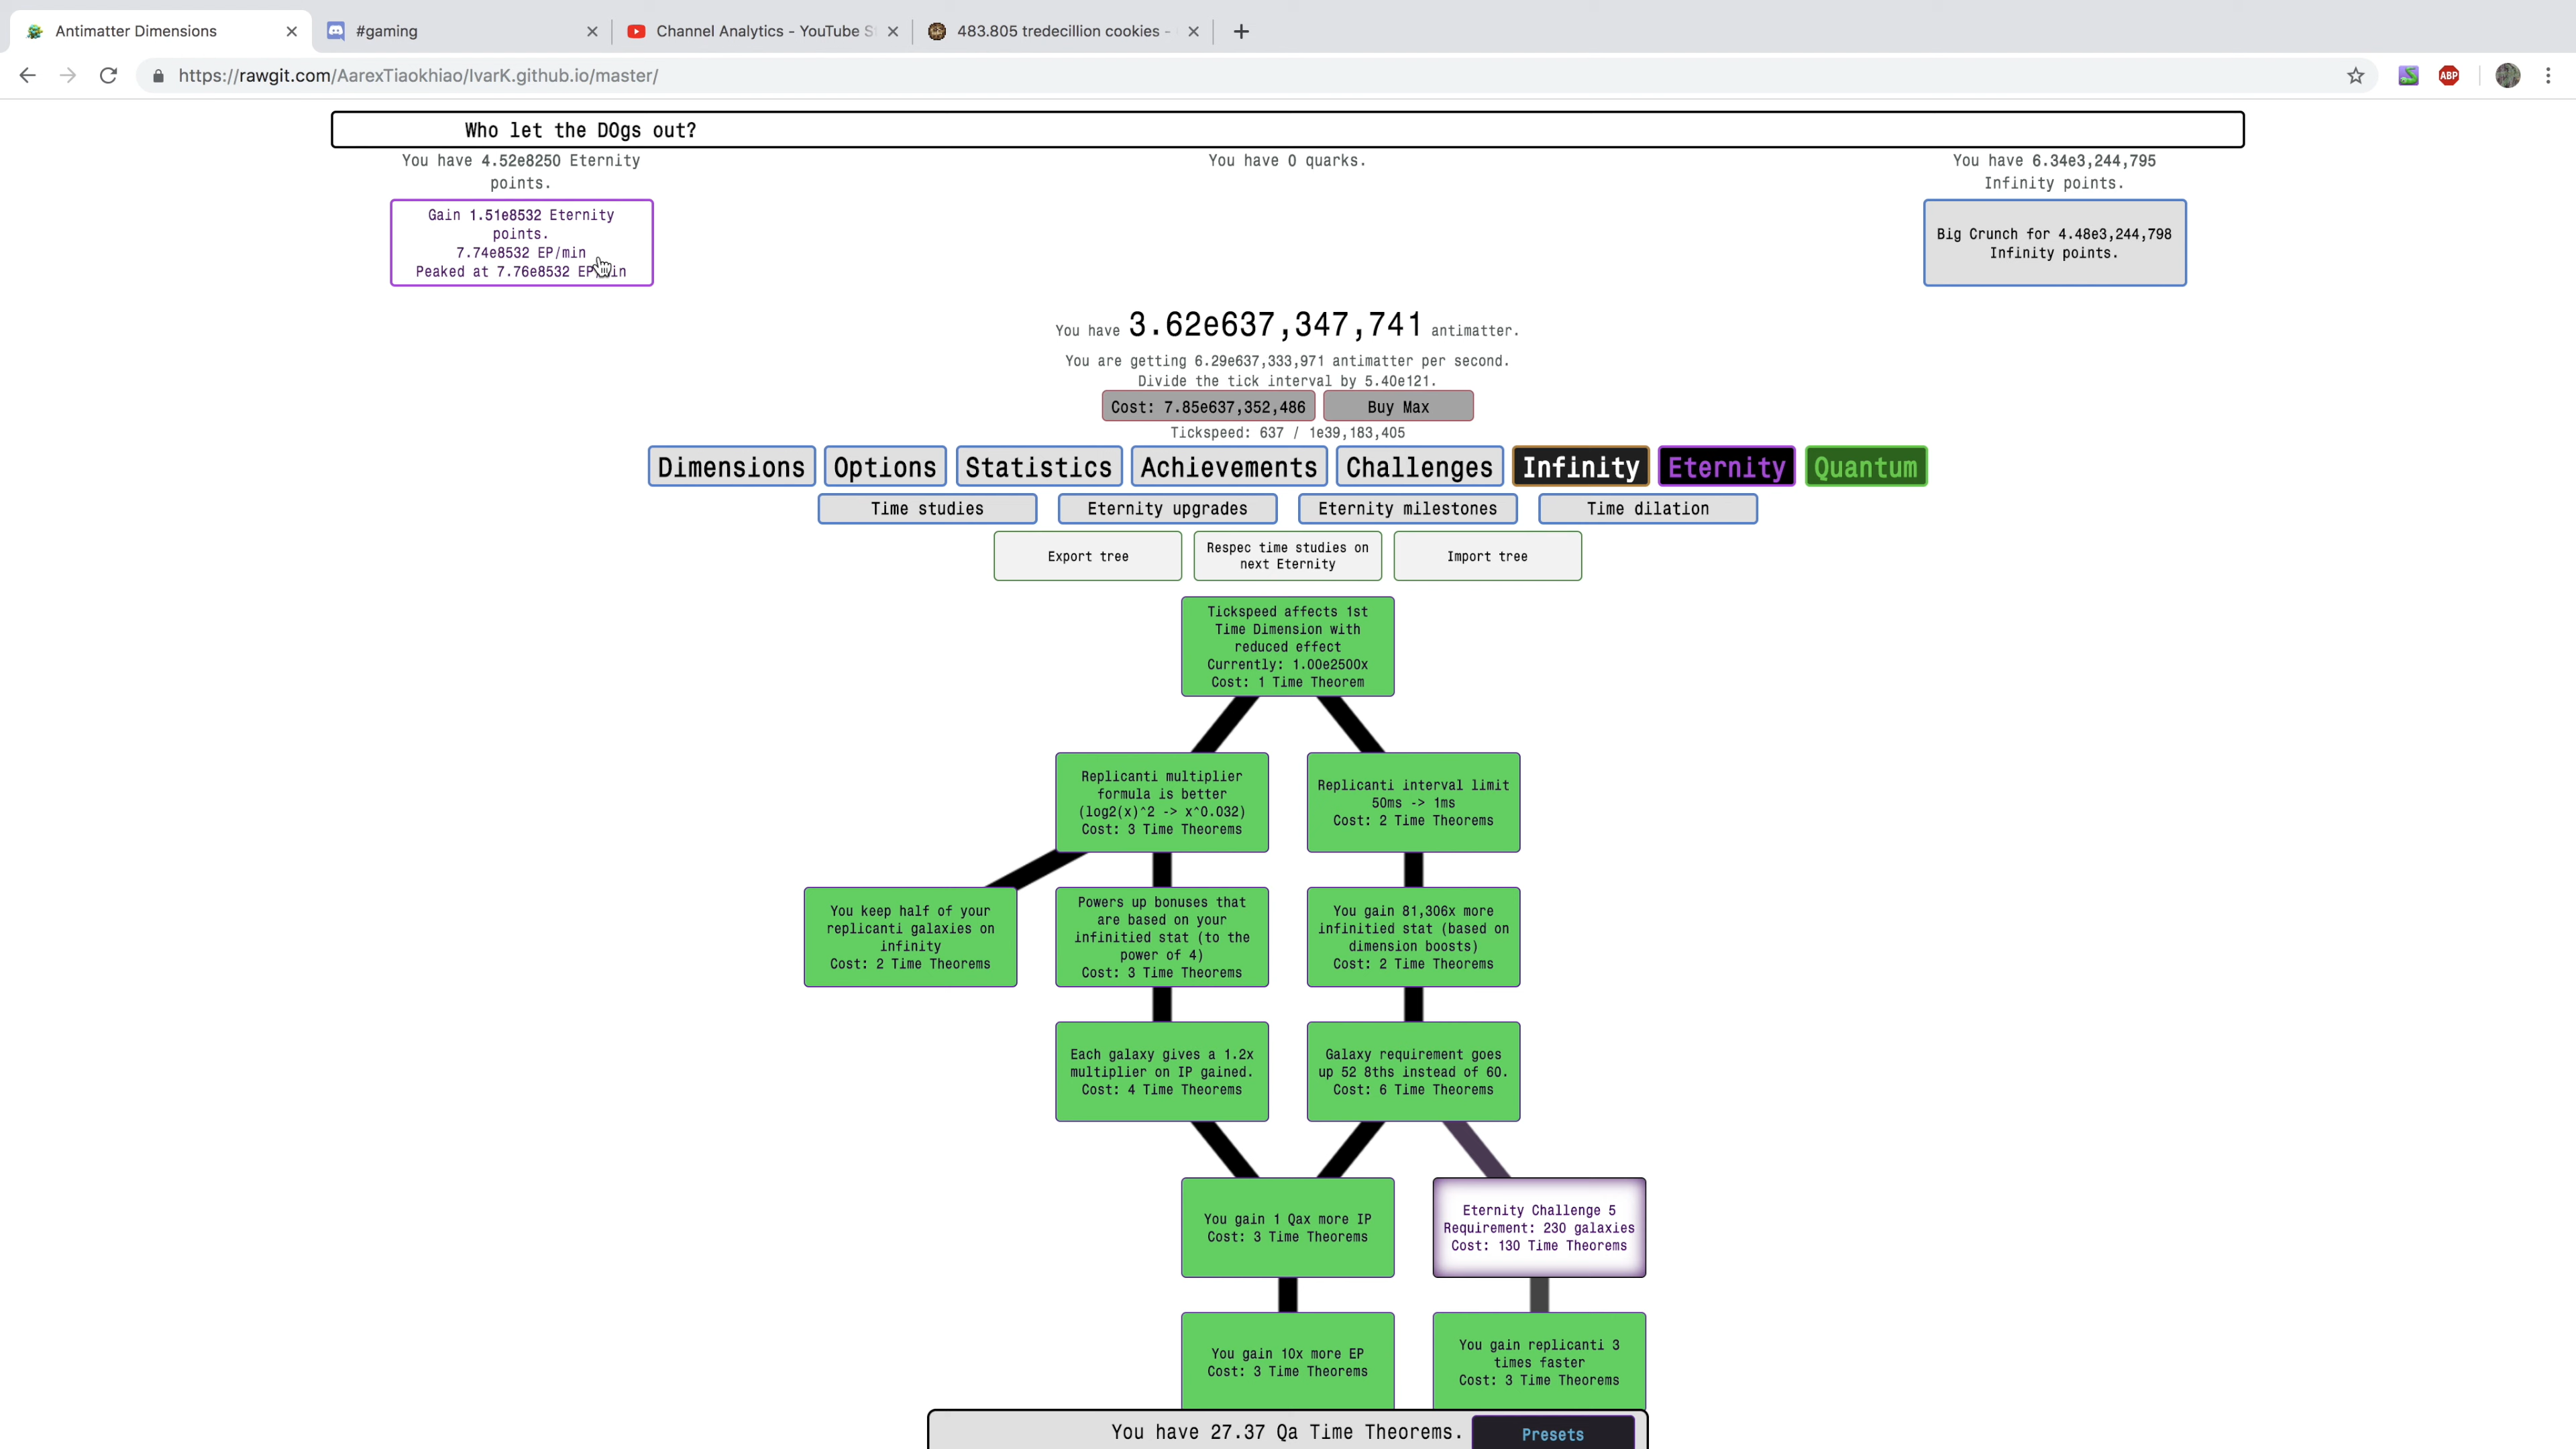 Antimatter Dimensions
#gaming
Channel Analytics - YouTube S
483.805 tredecillion cookies -
https://rawgit.com/AarexTiaokhiao/IvarK.github.io/master/
ABP
Who let the DOgs out?
You have 4.52e8250 Eternity
points.
You have 0 quarks.
You have 6.34e3,244,795
Infinity points.
Gain 1.51e8532 Eternity
points.
7.74e8532 EP/min
Peaked at 7.76e8532 EP in
Big Crunch for 4.48e3,244,798
Infinity points.
You have 3.62e637,347,741 antimatter.
You are getting 6.29e637,333,971 antimatter per second.
Divide the tick interval by 5.40e121.
Cost: 7.85e637,352,486
Buy Max
Tickspeed: 637 / 1e39,183,405
Dimensions
Options
Statistics
Achievements
Challenges
Infinity
Eternity
Quantum
Time studies
Eternity upgrades
Eternity milestones
Time dilation
Export tree
Respec time studies on
next Eternity
Import tree
Tickspeed affects 1st
Time Dimension with
reduced effect
Currently: 1.00e2500x
Cost: 1 Time Theorem
Replicanti multiplier
formula is better
(log2(x)^2 -> x^0.032)
Cost: 3 Time Theorems
Replicanti interval limit
50ms -> 1ms
Cost: 2 Time Theorems
You keep half of your
replicanti galaxies on
infinity
Cost: 2 Time Theorems
Powers up bonuses that
are based on your
infinitied stat (to the
power of 4)
Cost: 3 Time Theorems
You gain 81,306x more
infinitied stat (based on
dimension boosts)
Cost: 2 Time Theorems
Each galaxy gives a 1.2x
multiplier on IP gained.
Cost: 4 Time Theorems
Galaxy requirement goes
up 52 8ths instead of 60.
Cost: 6 Time Theorems
You gain 1 Qax more IP
Cost: 3 Time Theorems
Eternity Challenge 5
Requirement: 230 galaxies
Cost: 130 Time Theorems
You gain 10x more EP
Cost: 3 Time Theorems
You gain replicanti 3
times faster
Cost: 3 Time Theorems
You have 27.37 Qa Time Theorems.
Presets